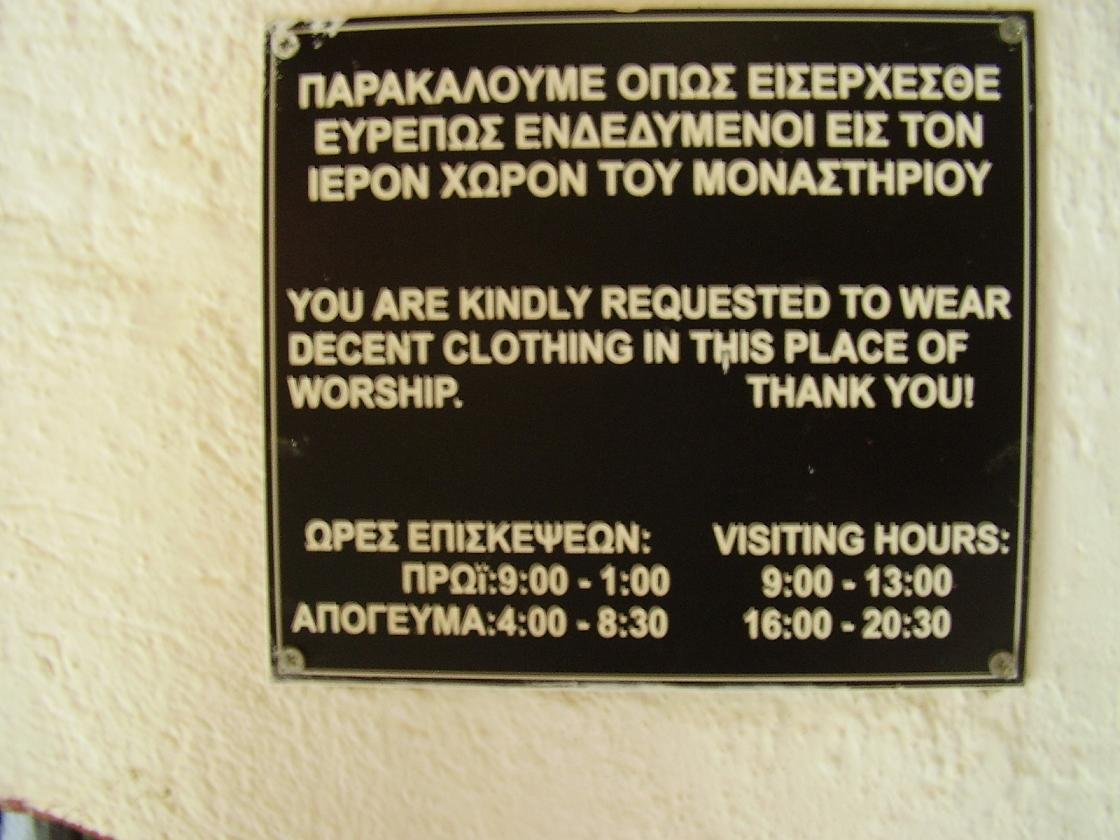 ΠΑΡΑΚΑΛΟΥΜΕ ΟΠΩΣ ΕΙΣΕΡΧΕΣΘΕ
ΕΥΡΕΠΩΣ ΕΝΔΕΔΥΜΕΝΟΙ ΕΙΣ ΤΟΝ
ΙΕΡΟΝ ΧΩΡΟΝ ΤΟΥ ΜΟΝΑΣΤΗΡΙΟΥ
YOU ARE KINDLY REQUESTED TO WEAR
DECENT CLOTHING IN THIS PLACE OF
WORSHIP. THANK YOU!
ΩΡΕΣ ΕΠΙΣΚΕΨΕΩΝ: VISITING HOURS:
ΠΡΩΪ:9:00 - 1:00 9:00 - 13:00
ΑΠΟΓΕΥΜΑ:4:00 - 8:30 16:00 - 20:30